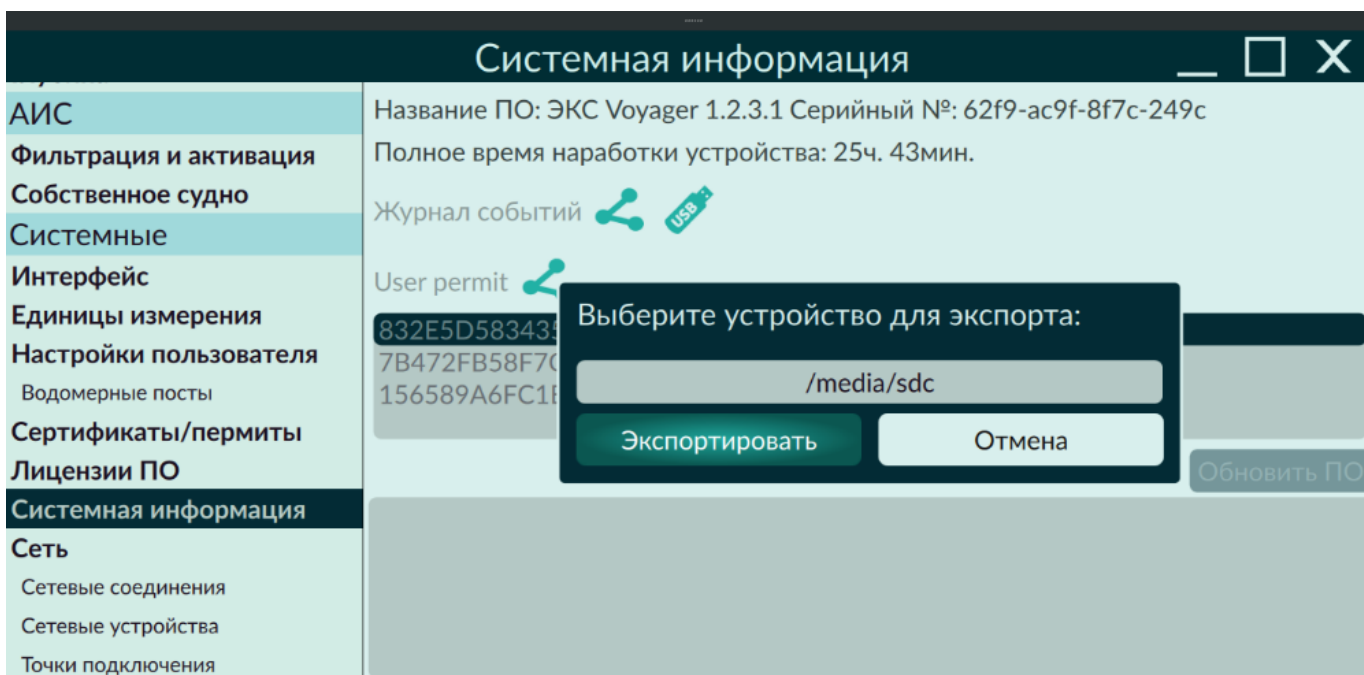 Системная информация
АИС
Фильтрация и активация
Собственное судно
Системные
Интерфейс
Единицы измерения
Настройки пользователя
Водомерные посты
Сертификаты/пермиты
Лицензии ПО
Системная информация
Сеть
Сетевые соединения
Сетевые устройства
Точки подключения
Название ПО: ЭКС Voyager 1.2.3.1 Серийный №: 62f9-ac9f-8f7c-249c
Полное время наработки устройства: 25ч. 43мин.
Журнал событий
USB
User permit
832E5D583435
7B472FB58F7
156589A6FC1
Выберите устройство для экспорта:
/media/sdc
Экспортировать
Отмена
Обновить ПО